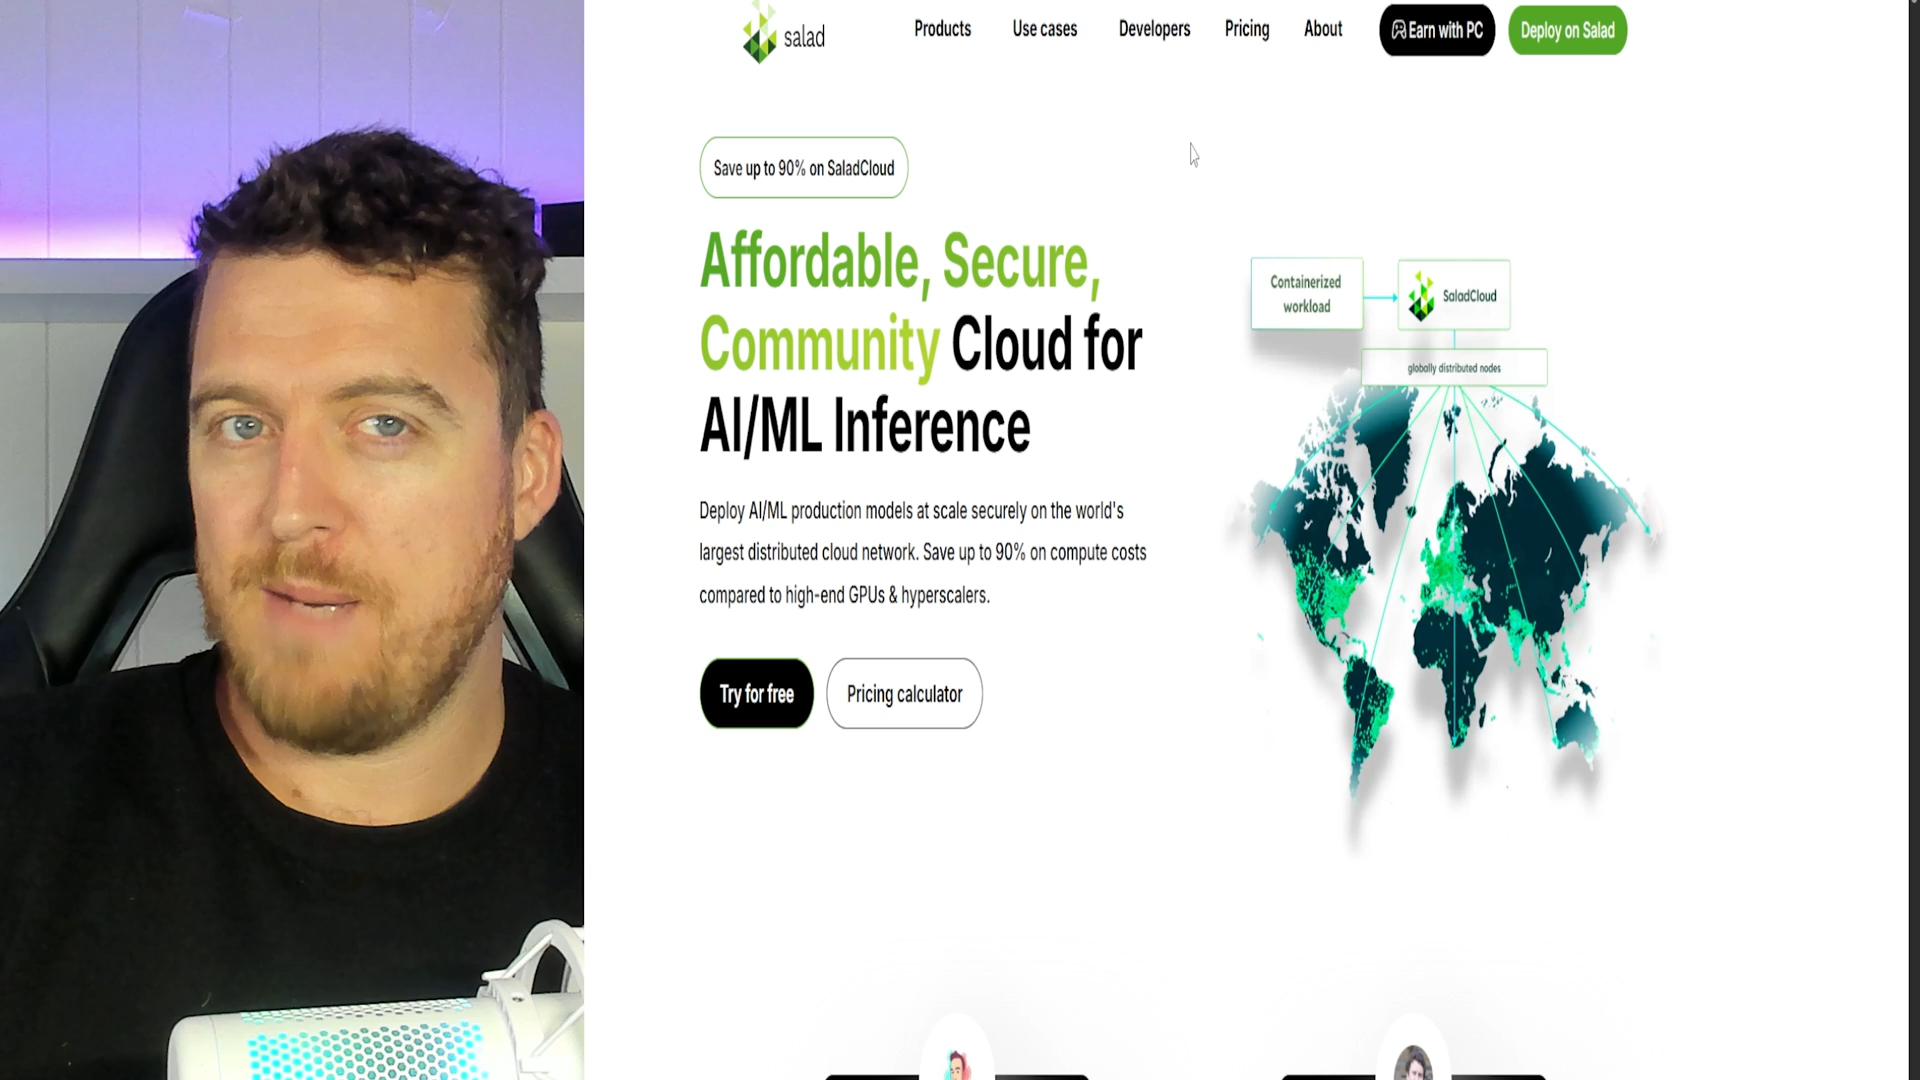 salad
Products
Use cases
Developers
Pricing
About
Earn with PC
Deploy on Salad
Save up to 90% on SaladCloud
Affordable, Secure,
Community Cloud for
AI/ML Inference
Deploy AI/ML production models at scale securely on the world's
largest distributed cloud network. Save up to 90% on compute costs
compared to high-end GPUs & hyperscalers.
Try for free
Pricing calculator
Containerized
workload
SaladCloud
globally distributed nodes